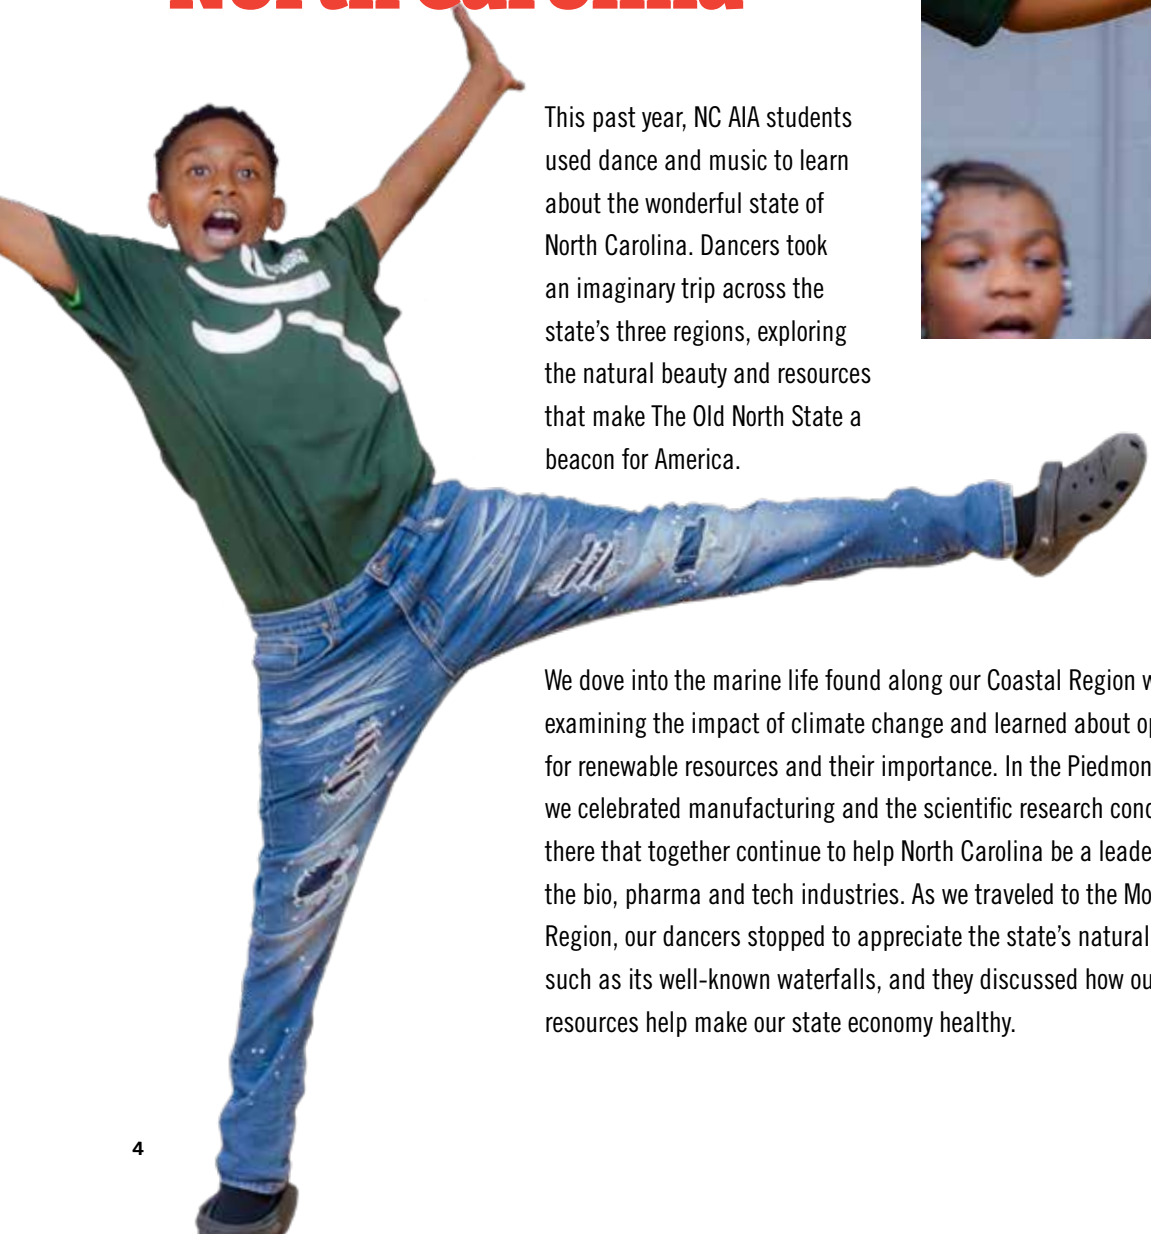 North Carolina
This past year, NC AIA students
used dance and music to learn
about the wonderful state of
North Carolina. Dancers took
an imaginary trip across the
state’s three regions, exploring
the natural beauty and resources
that make The Old North State a
beacon for America.
We dove into the marine life found along our Coastal Region
examining the impact of climate change and learned about
for renewable resources and their importance. In the
we celebrated manufacturing and the scientific research
there that together continue to help North Carolina be a
the bio, pharma and tech industries. As we traveled to the
Region, our dancers stopped to appreciate the state’s natural
such as its well-known waterfalls, and they discussed how
resources help make our state economy healthy.
4